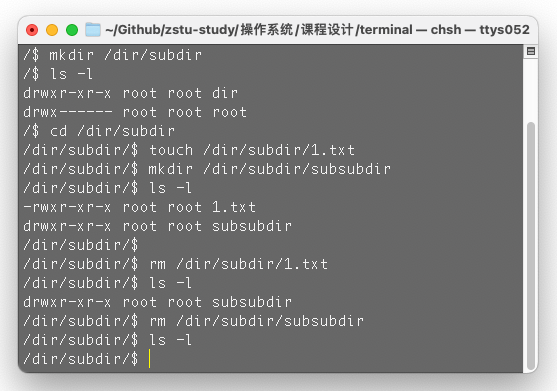 ~/Github/zstu-study/操作系统/课程设计/terminal — chsh — ttys052
/$ mkdir /dir/subdir
/$ ls -l
drwxr-xr-x root root dir
drwx------ root root root
/$ cd /dir/subdir
/dir/subdir/$ touch /dir/subdir/1.txt
/dir/subdir/$ mkdir /dir/subdir/subsubdir
/dir/subdir/$ ls -l
-rwxr-xr-x root root 1.txt
drwxr-xr-x root root subsubdir
/dir/subdir/$
/dir/subdir/$ rm /dir/subdir/1.txt
/dir/subdir/$ ls -l
drwxr-xr-x root root subsubdir
/dir/subdir/$ rm /dir/subdir/subsubdir
/dir/subdir/$ ls -l
/dir/subdir/$